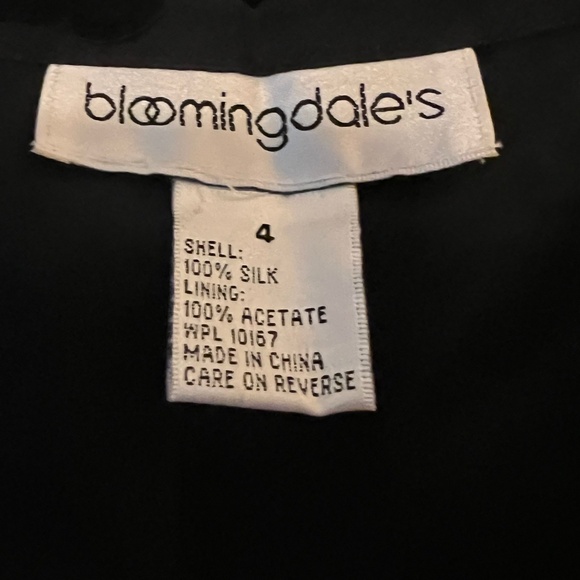 bloomingdale's
4
SHELL:
100% SILK
LINING:
100% ACETATE
WPL 10167
MADE IN CHINA
CARE ON REVERSE